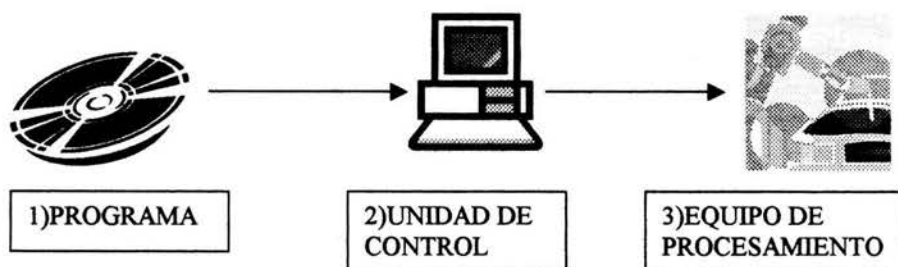 1)PROGRAMA
2)UNIDAD DE
CONTROL
3)EQUIPO DE
PROCESAMIENTO